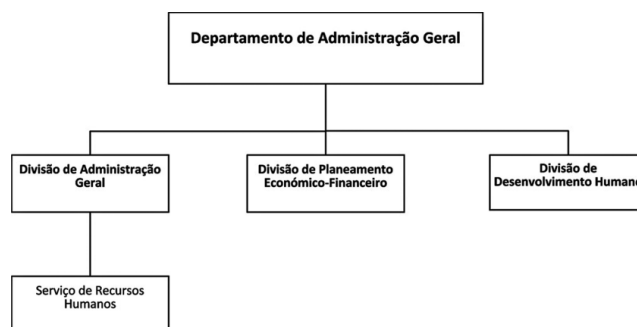 Departamento de Administração Geral
Divisão de Administração
Geral
Divisão de Planeamento
Económico-Financeiro
Divisão de
Desenvolvimento Humano
Serviço de Recursos
Humanos